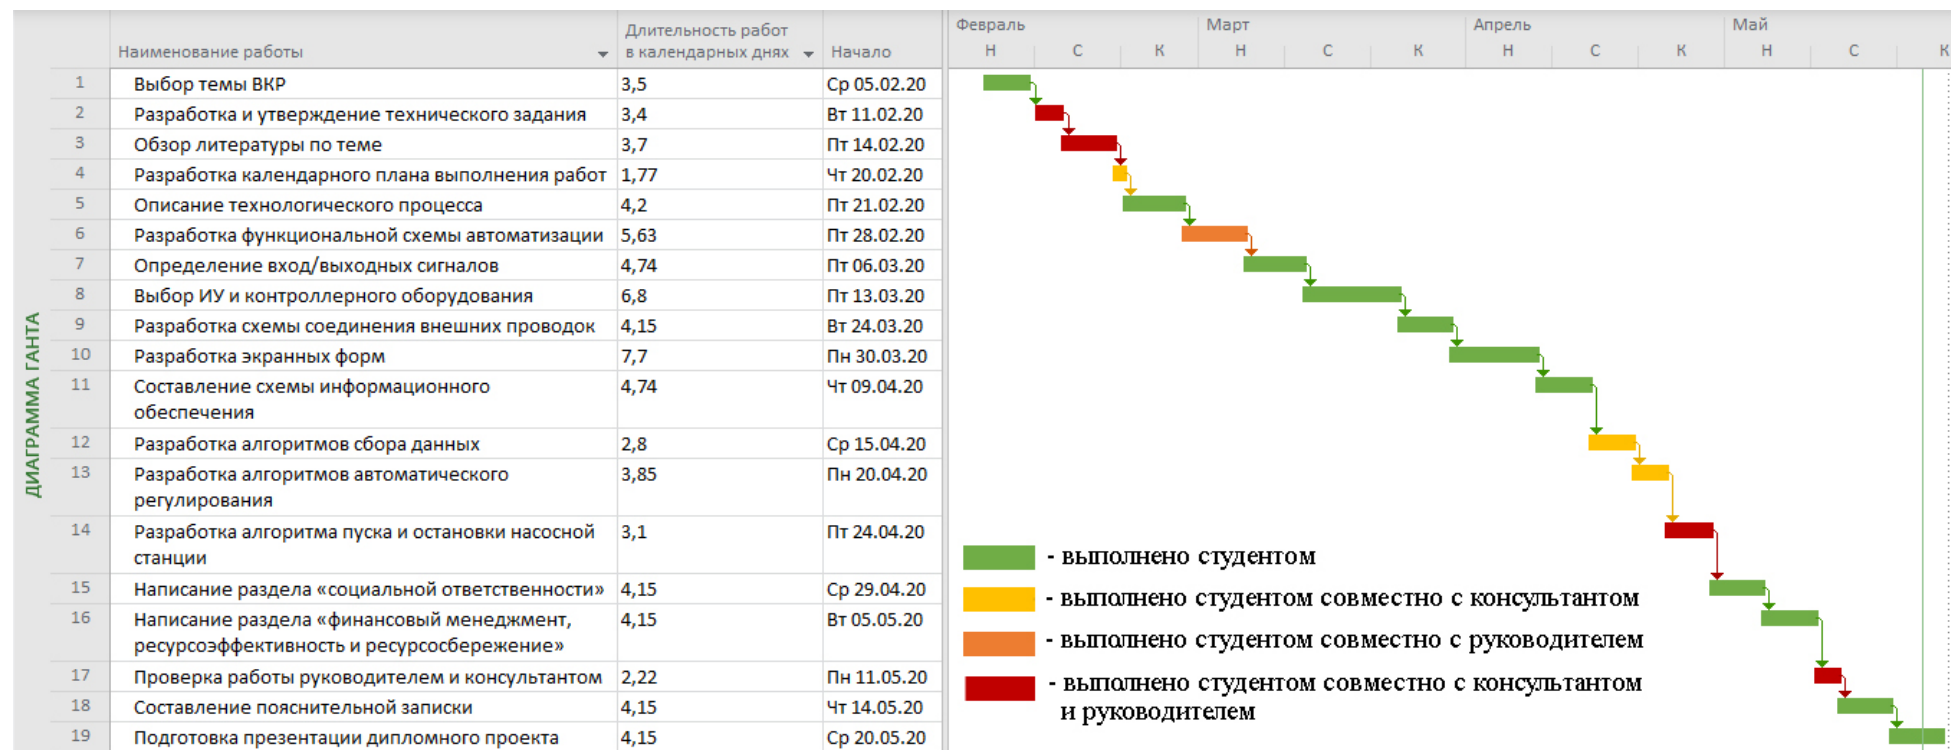 ДИАГРАММА ГАНТА
Наименование работы
Длительность работ
в календарных днях
Начало
Февраль Март Апрель Май
Н С К Н С К Н С К Н С К
1 Выбор темы ВКР 3,5 Ср 05.02.20
2 Разработка и утверждение технического задания 3,4 Вт 11.02.20
3 Обзор литературы по теме 3,7 Пт 14.02.20
4 Разработка календарного плана выполнения работ 1,77 Чт 20.02.20
5 Описание технологического процесса 4,2 Пт 21.02.20
6 Разработка функциональной схемы автоматизации 5,63 Пт 28.02.20
7 Определение вход/выходных сигналов 4,74 Пт 06.03.20
8 Выбор ИУ и контроллерного оборудования 6,8 Пт 13.03.20
9 Разработка схемы соединения внешних проводок 4,15 Вт 24.03.20
10 Разработка экранных форм 7,7 Пн 30.03.20
11 Составление схемы информационного 4,74 Чт 09.04.20
обеспечения
12 Разработка алгоритмов сбора данных 2,8 Ср 15.04.20
13 Разработка алгоритмов автоматического 3,85 Пн 20.04.20
регулирования
14 Разработка алгоритма пуска и остановки насосной 3,1 Пт 24.04.20
станции
15 Написание раздела «социальной ответственности» 4,15 Ср 29.04.20
16 Написание раздела «финансовый менеджмент, 4,15 Вт 05.05.20
ресурсоэффективность и ресурсосбережение»
17 Проверка работы руководителем и консультантом 2,22 Пн 11.05.20
18 Составление пояснительной записки 4,15 Чт 14.05.20
19 Подготовка презентации дипломного проекта 4,15 Ср 20.05.20
- выполнено студентом
- выполнено студентом совместно с консультантом
- выполнено студентом совместно с руководителем
- выполнено студентом совместно с консультантом
и руководителем